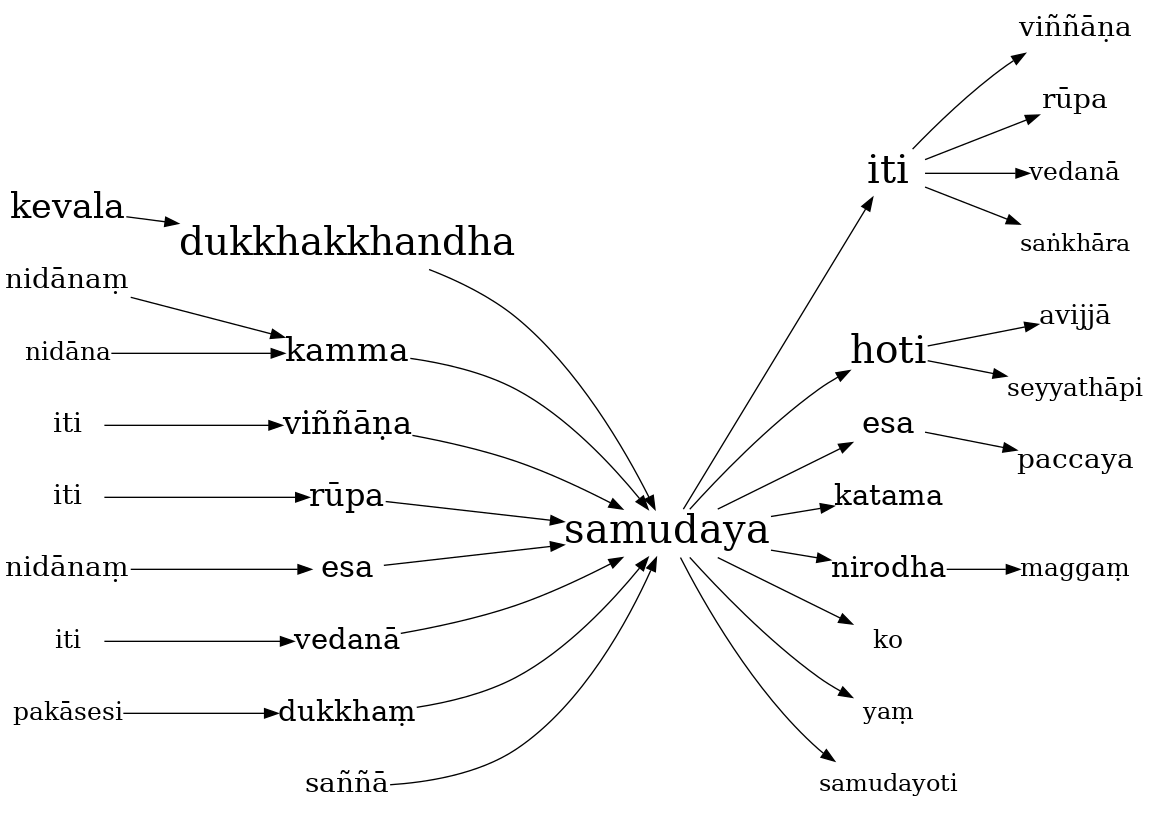 viññāṇa
rūpa
iti
vedanā
kevala
dukkhakkhandha
saṅkhāra
nidānaṃ
avijjā
nidāna
kamma
hoti
seyyathāpi
iti
viññāṇa
esa
paccaya
iti
rūpa
katama
samudaya
nidānaṃ
esa
nirodha
maggaṃ
iti
vedanā
ko
pakāsesi
dukkhaṃ
yaṃ
saññā
samudayoti